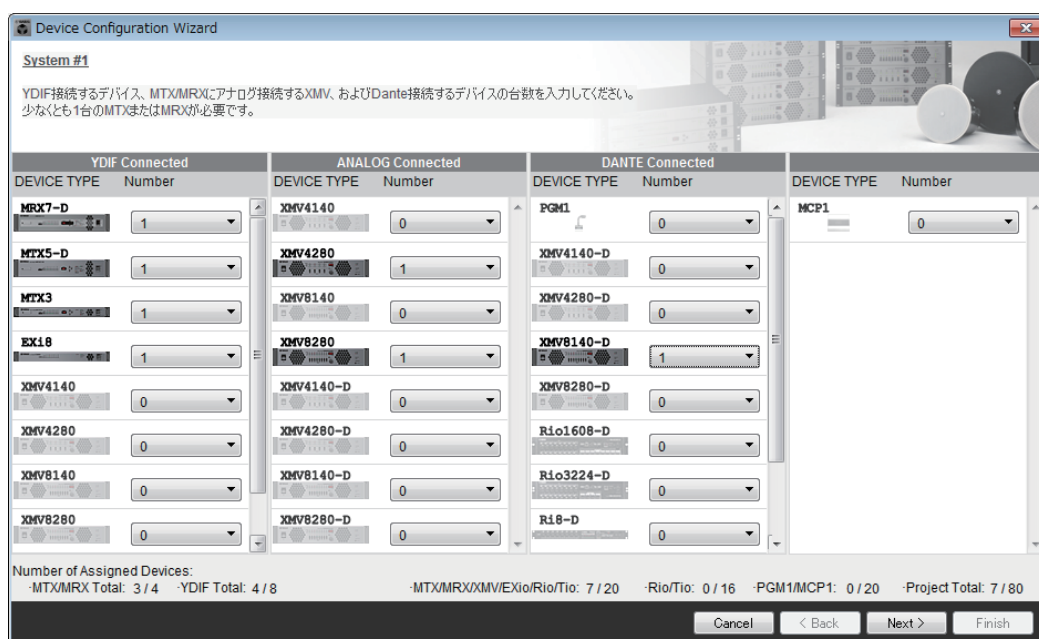 Device Configuration Wizard
System #1
YDIF接続するデバイス、MTX/MRXにアナログ接続するXMV、およびDante接続するデバイスの台数を入力してください。
少なくとも1台のMTXまたはMRXが必要です。
YDIF Connected ANALOG Connected DANTE Connected
DEVICE TYPE Number DEVICE TYPE Number DEVICE TYPE Number DEVICE TYPE Number
MRX7-D 1 XMV4140 0 PGM1 0 MCP1 0
MTX5-D 1 XMV4280 1 XMV4140-D 0
MTX3 1 XMV8140 0 XMV4280-D 0
EXi8 1 XMV8280 1 XMV8140-D 1
XMV4140 0 XMV4140-D 0 XMV8280-D 0
XMV4280 0 XMV4280-D 0 Rio1608-D 0
XMV8140 0 XMV8140-D 0 Rio3224-D 0
XMV8280 0 XMV8280-D 0 Ri8-D 0
Number of Assigned Devices:
·MTX/MRX Total: 3 / 4 ·YDIF Total: 4 / 8 ·MTX/MRX/XMV/EXio/Rio/Tio: 7 / 20 ·Rio/Tio: 0 / 16 ·PGM1/MCP1: 0 / 20 ·Project Total: 7 / 80
Cancel < Back Next > Finish